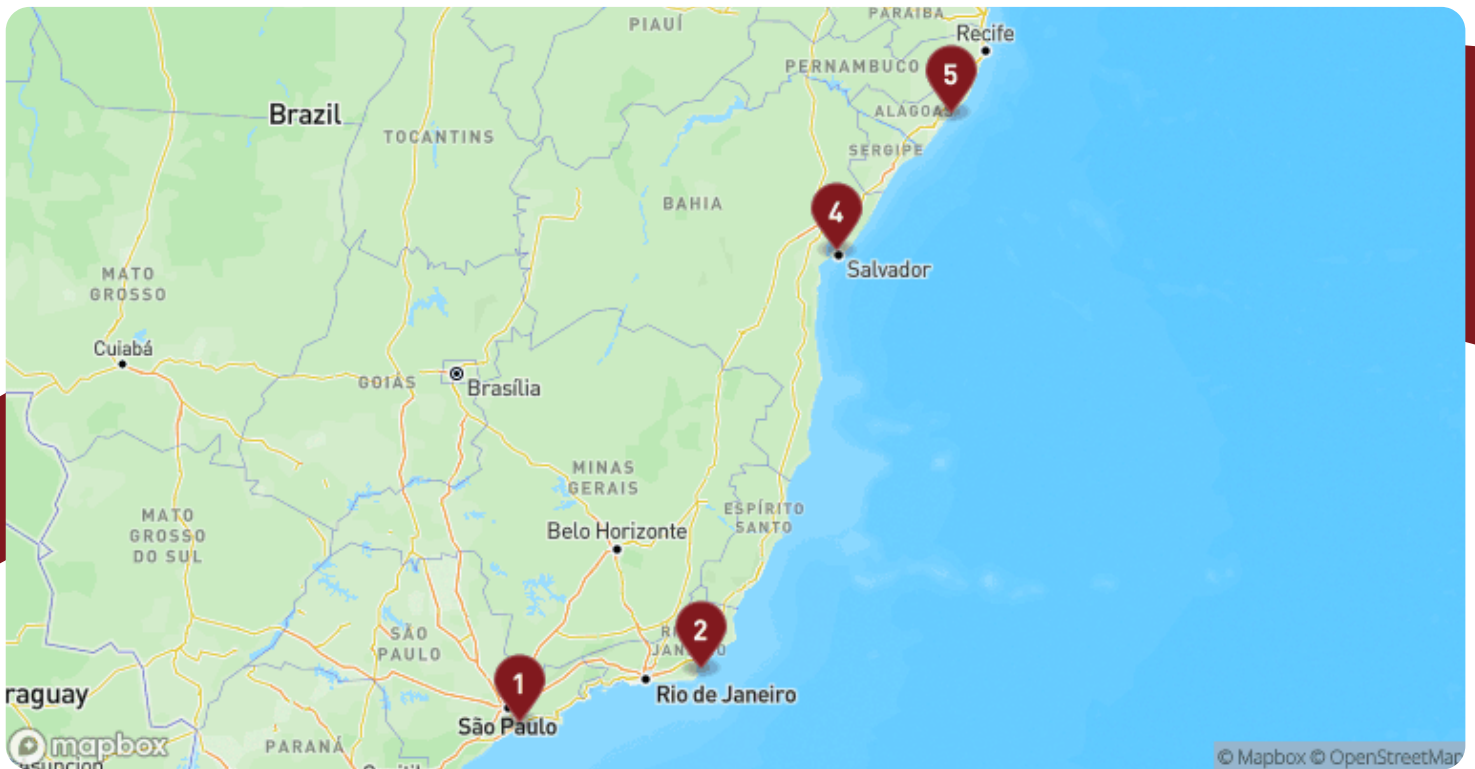 PARAÍBA
PIAUÍ
Recife
PERNAMBUCO
5
Brazil
ALAGOAS
TOCANTINS
SERGIPE
BAHIA
4
Salvador
MATO
GROSSO
Cuiabá
GOIÁS
Brasília
MINAS
GERAIS
ESPÍRITO
SANTO
MATO
GROSSO
DO SUL
Belo Horizonte
SÃO
PAULO
2
1
raguay
Rio de Janeiro
São Paulo
PARANÁ
mapbox
© Mapbox © OpenStreetMap